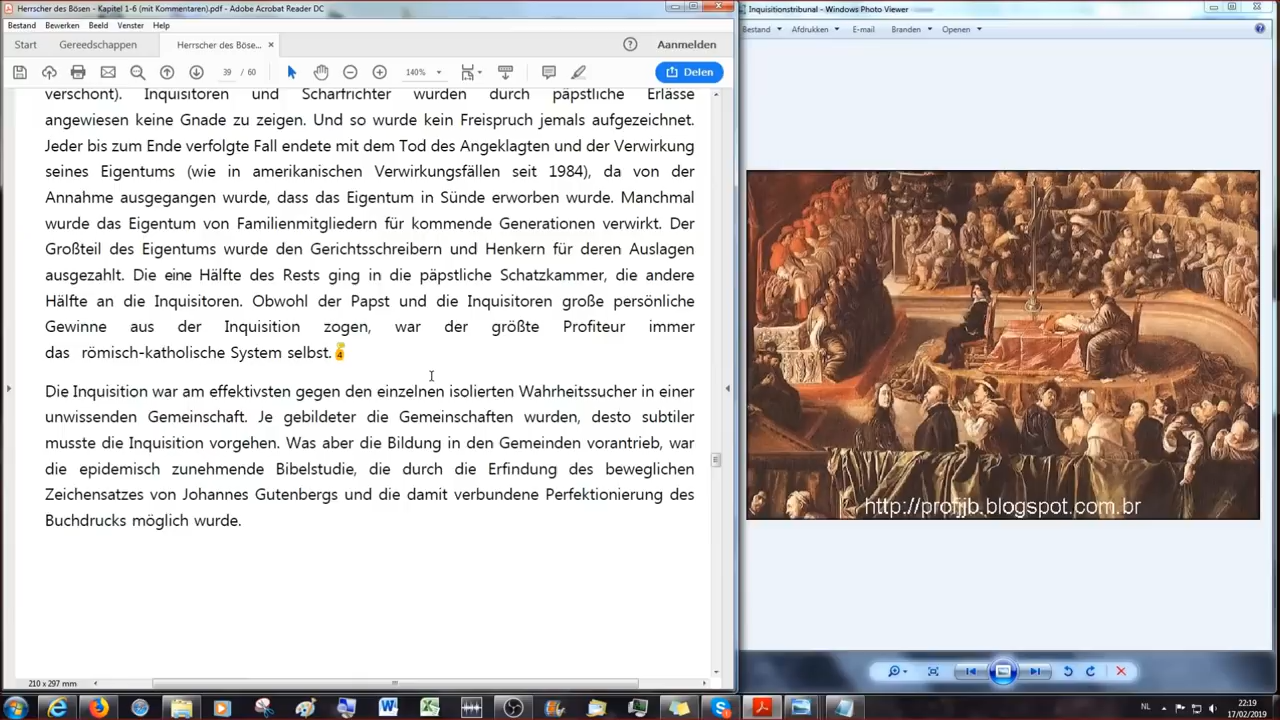 Herrscher des Bösen - Kapitel 1-6 (mit Kommentaren).pdf - Adobe Acrobat Reader DC
Bestand Bewerken Beeld Venster Help
Start Gereedschappen Herrscher des Böse... × Aanmelden
39 / 60 140% Delen
verschont). Inquisitoren und Scharfrichter wurden durch päpstliche Erlasse
angewiesen keine Gnade zu zeigen. Und so wurde kein Freispruch jemals aufgezeichnet.
Jeder bis zum Ende verfolgte Fall endete mit dem Tod des Angeklagten und der Verwirkung
seines Eigentums (wie in amerikanischen Verwirkungsfällen seit 1984), da von der
Annahme ausgegangen wurde, dass das Eigentum in Sünde erworben wurde. Manchmal
wurde das Eigentum von Familienmitgliedern für kommende Generationen verwirkt. Der
Großteil des Eigentums wurde den Gerichtsschreibern und Henkern für deren Auslagen
ausgezahlt. Die eine Hälfte des Rests ging in die päpstliche Schatzkammer, die andere
Hälfte an die Inquisitoren. Obwohl der Papst und die Inquisitoren große persönliche
Gewinne aus der Inquisition zogen, war der größte Profiteur immer
das römisch-katholische System selbst. 4
Die Inquisition war am effektivsten gegen den einzelnen isolierten Wahrheitssucher in einer
unwissenden Gemeinschaft. Je gebildeter die Gemeinschaften wurden, desto subtiler
musste die Inquisition vorgehen. Was aber die Bildung in den Gemeinden vorantrieb, war
die epidemisch zunehmende Bibelstudie, die durch die Erfindung des beweglichen
Zeichensatzes von Johannes Gutenbergs und die damit verbundene Perfektionierung des
Buchdrucks möglich wurde.
210 x 297 mm
Inquisitionstribunal - Windows Photo Viewer
Bestand Afdrukken E-mail Branden Openen
http://profjjb.blogspot.com.br
NL 22:19
17/02/2019